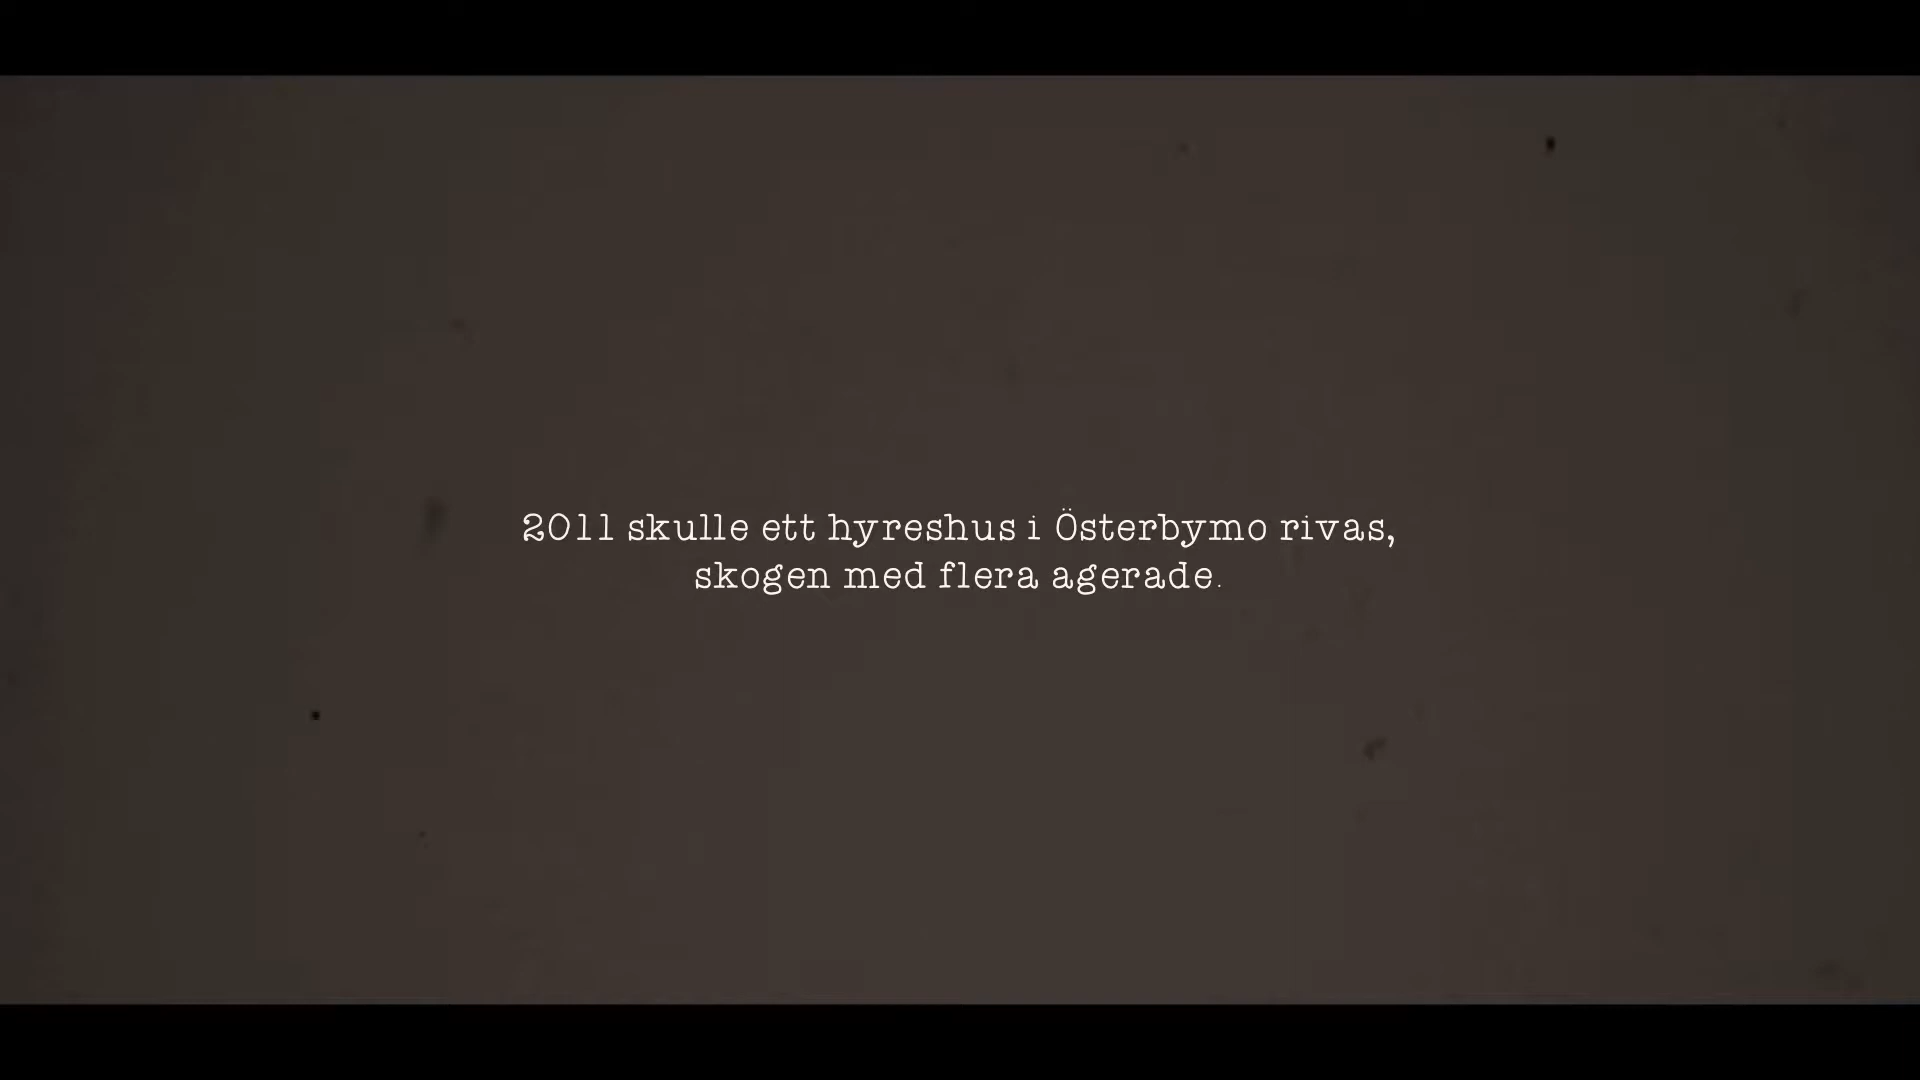 2011 skulle ett hyreshus i Österbymo rivas,
skogen med flera agerade.